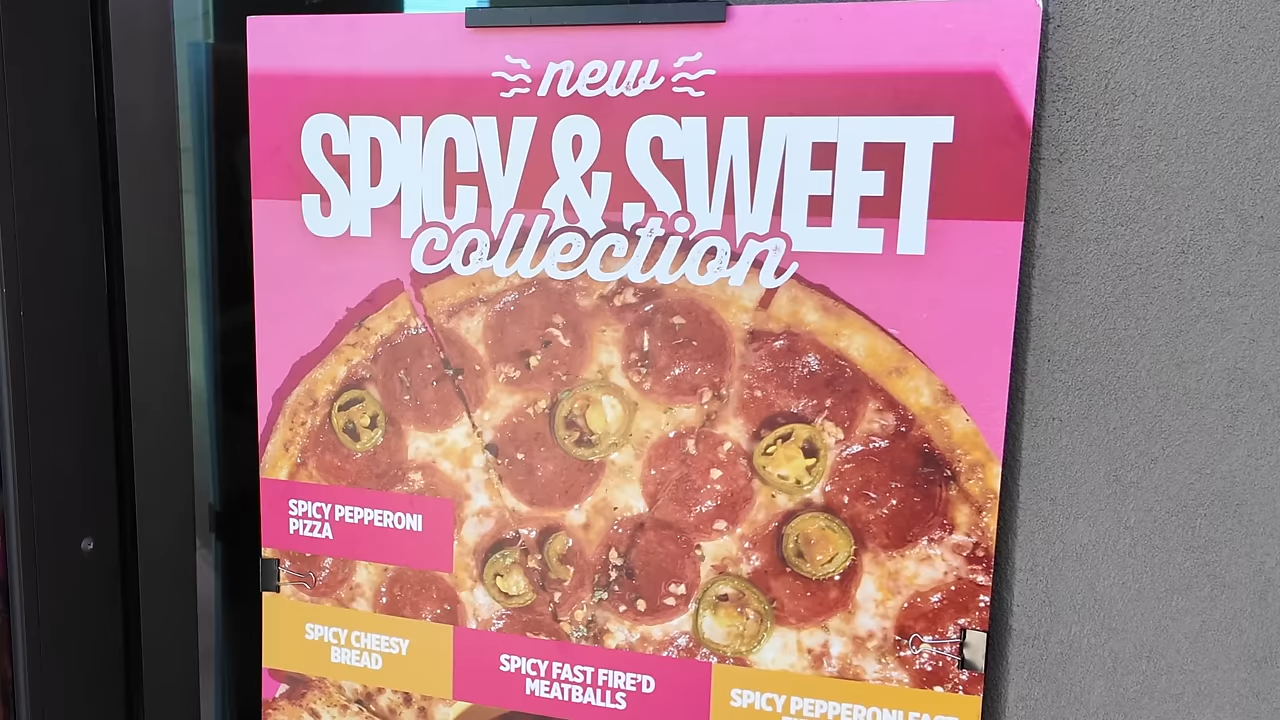 new
SPICY & SWEET
collection
SPICY PEPPERONI
PIZZA
SPICY CHEESY
BREAD
SPICY FAST FIRE'D
MEATBALLS
SPICY PEPPERONI FAST